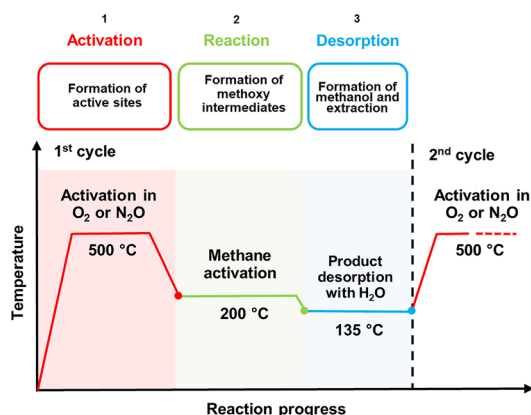 1
2
3
Activation
Reaction
Desorption
Formation of
active sites
Formation of
methoxy
intermediates
Formation of
methanol and
extraction
1st cycle
2nd cycle
Activation in
O2 or N2O
500 °C
Methane
activation
200 °C
Product
desorption
with H2O
135 °C
Activation in
O2 or N2O
500 °C
Temperature
Reaction progress